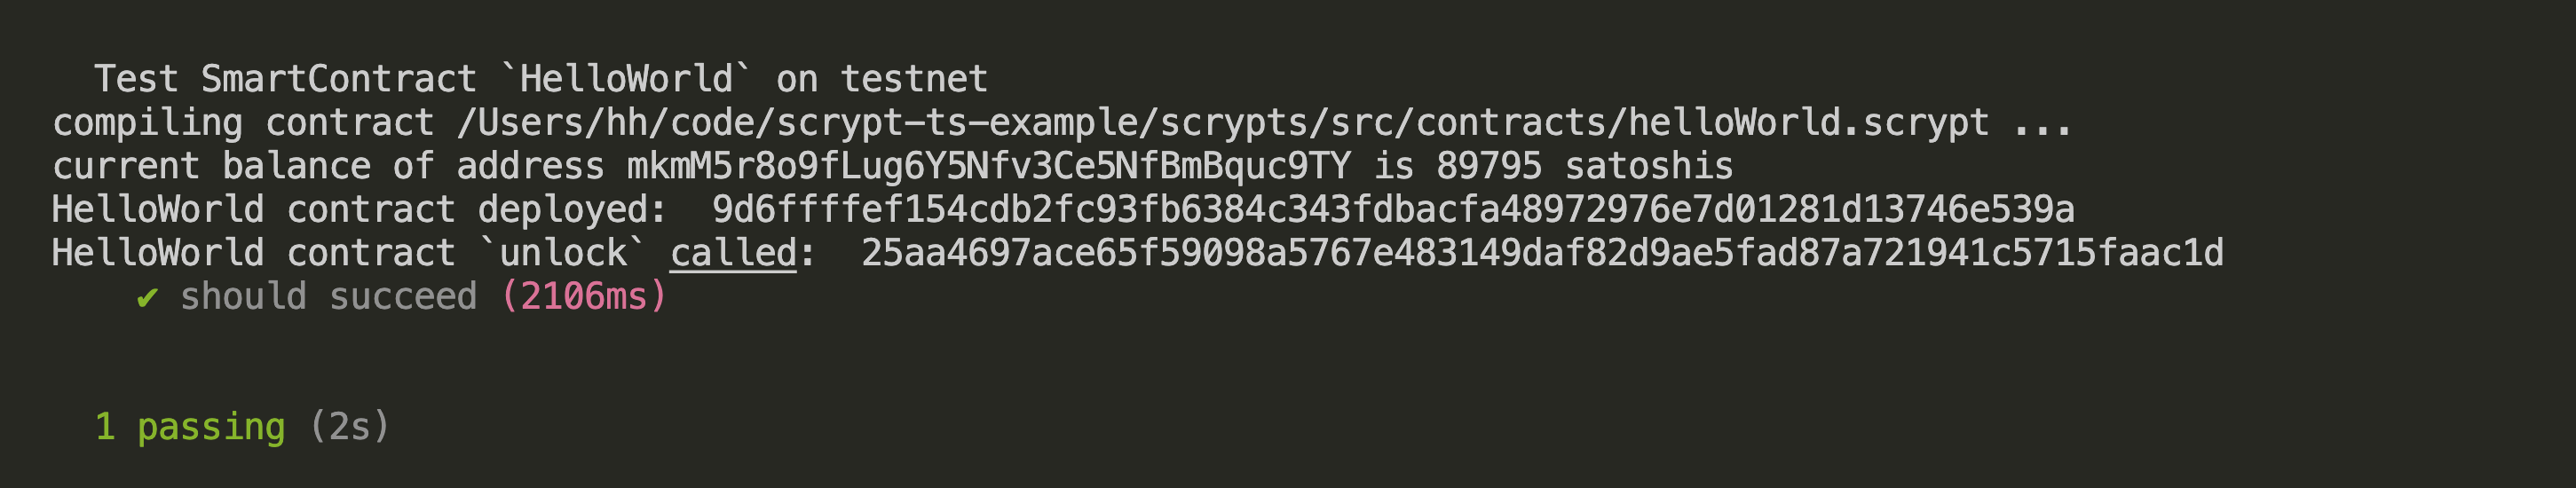 Test SmartContract `HelloWorld` on testnet
compiling contract /Users/hh/code/scrypt-ts-example/scrypts/src/contracts/helloWorld.scrypt ...
current balance of address mkmM5r8o9fLug6Y5Nfv3Ce5NfBmBquc9TY is 89795 satoshis
HelloWorld contract deployed:  9d6ffffef154cdb2fc93fb6384c343fdbacfa48972976e7d01281d13746e539a
HelloWorld contract `unlock` called:  25aa4697ace65f59098a5767e483149daf82d9ae5fad87a721941c5715faac1d
✔ should succeed (2106ms)
1 passing (2s)